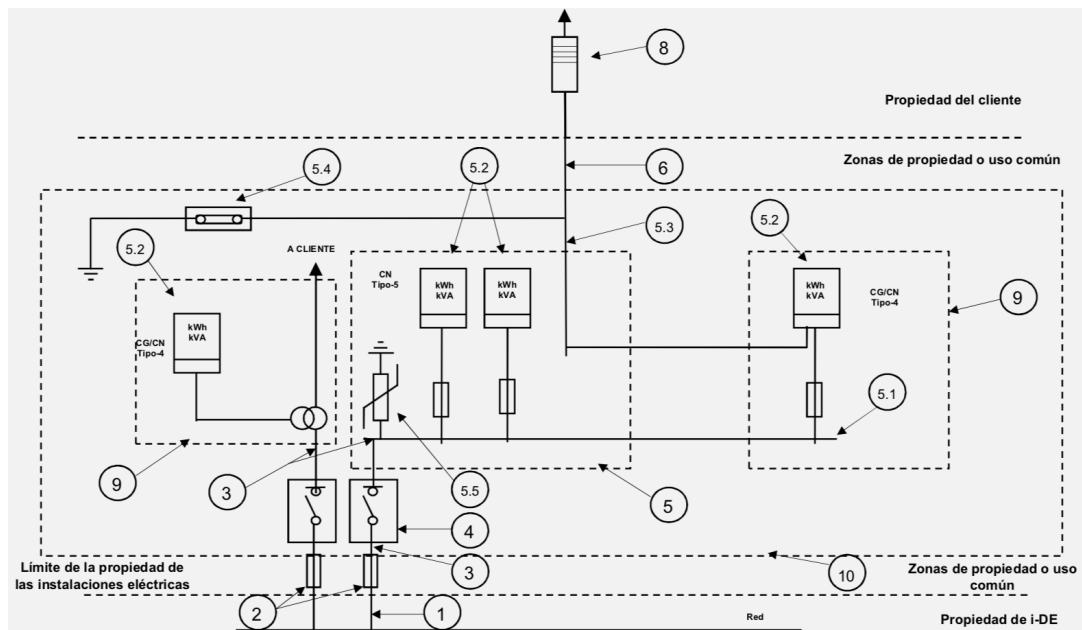 8
Propiedad del cliente
Zonas de propiedad o uso común
5.4
5.2
6
5.2
5.3
5.2
A CLIENTE
CN
Tipo-5
kWh
kVA
kWh
kVA
kWh
kVA
CG/CN
Tipo-4
9
kWh
kVA
CG/CN
Tipo-4
5.1
9
3
5.5
5
4
3
10
Límite de la propiedad de
las instalaciones eléctricas
Zonas de propiedad o uso
común
2
1
Red
Propiedad de i-DE